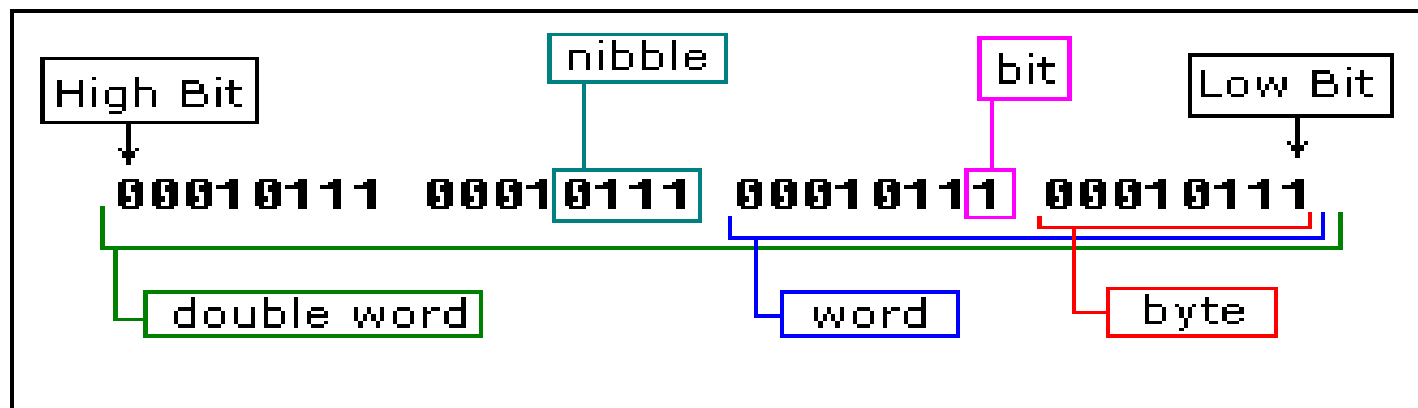 nibble
bit
High Bit
Low Bit
00010111 00010111 00010111 00010111
double word
word
byte